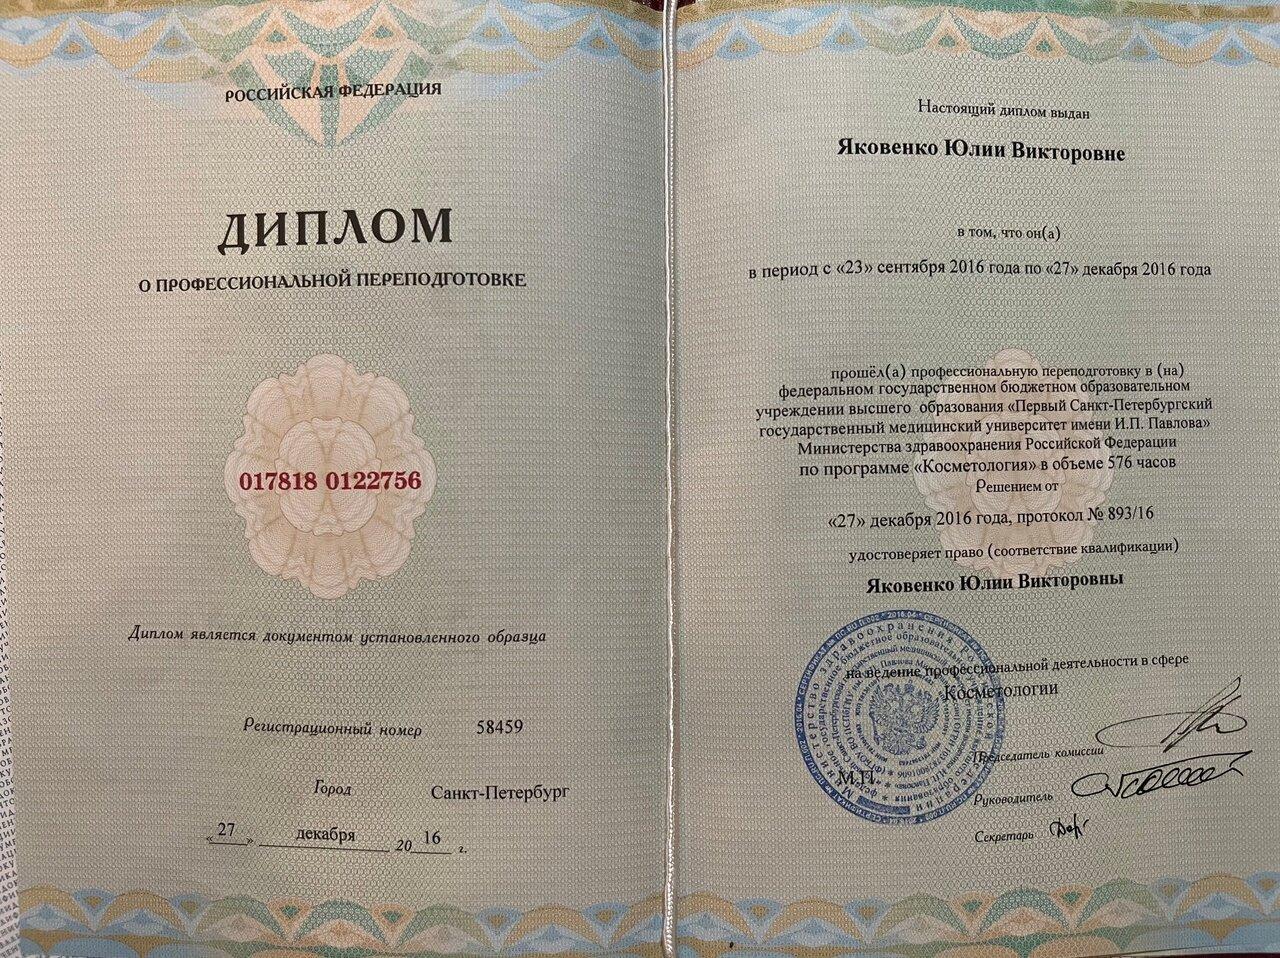 РОССИЙСКАЯ ФЕДЕРАЦИЯ
ДИПЛОМ
О ПРОФЕССИОНАЛЬНОЙ ПЕРЕПОДГОТОВКЕ
017818 0122756
Диплом является документом установленного образца
Регистрационный номер 58459
Город Санкт-Петербург
«27» декабря 2016 г.
Настоящий диплом выдан
Яковенко Юлии Викторовне
в том, что он(а)
в период с «23» сентября 2016 года по «27» декабря 2016 года
прошёл(а) профессиональную переподготовку в (на)
федеральном государственном бюджетном образовательном
учреждении высшего образования «Первый Санкт-Петербургский
государственный медицинский университет имени И.П. Павлова»
Министерства здравоохранения Российской Федерации
по программе «Косметология» в объеме 576 часов
Решением от
«27» декабря 2016 года, протокол № 893/16
удостоверяет право (соответствие квалификации)
Яковенко Юлии Викторовны
на ведение профессиональной деятельности в сфере
Косметологии
Председатель комиссии
М.П.
Руководитель
Секретарь